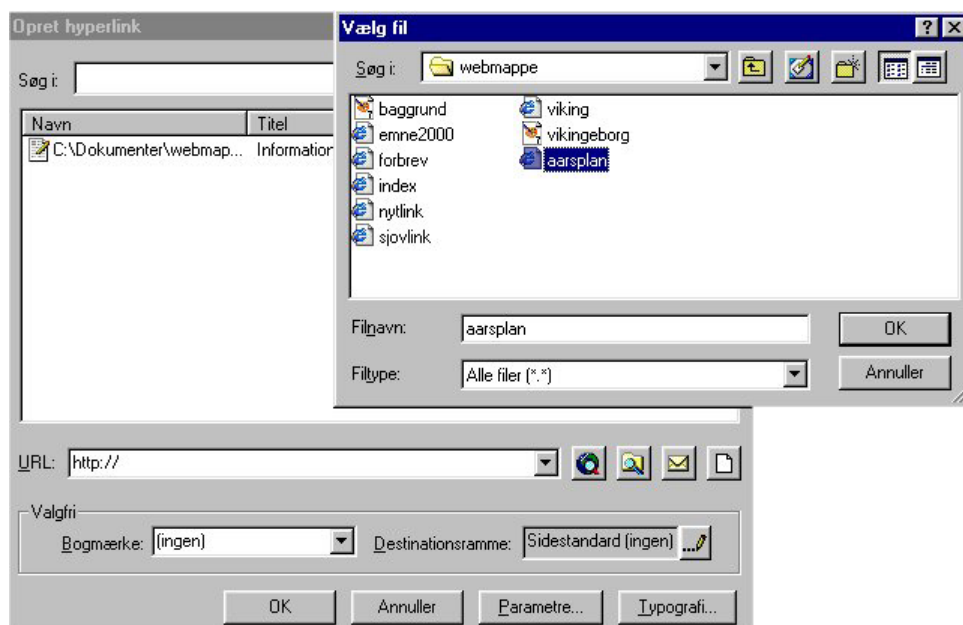 Opret hyperlink
Søg i:
Navn Titel
C:\Dokumenter\webmap... Information
Vælg fil
Søg i: webmappe
baggrund viking
emne2000 vikingeborg
forbrev aarsplan
index
nytlink
sjovlink
Filnavn: aarsplan OK
Filtype: Alle filer (*.*) Annuller
URL: http://
Valgfri
Bogmærke: (ingen) Destinationsramme: Sidestandard (ingen)
OK Annuller Parametre... Typografi...